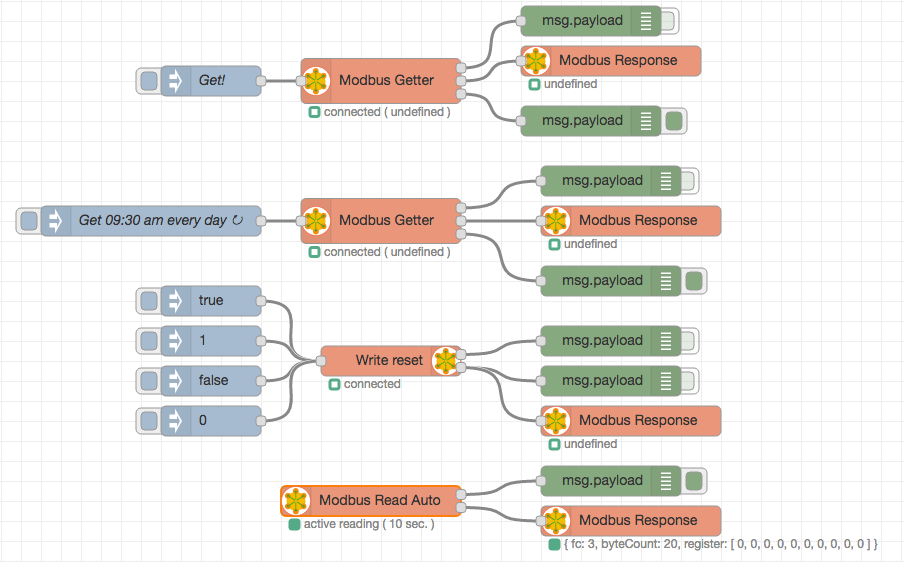 msg.payload
Modbus Response
Get!
Modbus Getter
undefined
connected ( undefined )
msg.payload
msg.payload
Get 09:30 am every day ↻
Modbus Getter
Modbus Response
undefined
connected ( undefined )
msg.payload
true
1
Write reset
msg.payload
false
connected
msg.payload
0
Modbus Response
undefined
Modbus Read Auto
msg.payload
active reading ( 10 sec. )
Modbus Response
{ fc: 3, byteCount: 20, register: [ 0, 0, 0, 0, 0, 0, 0, 0, 0, 0 ] }